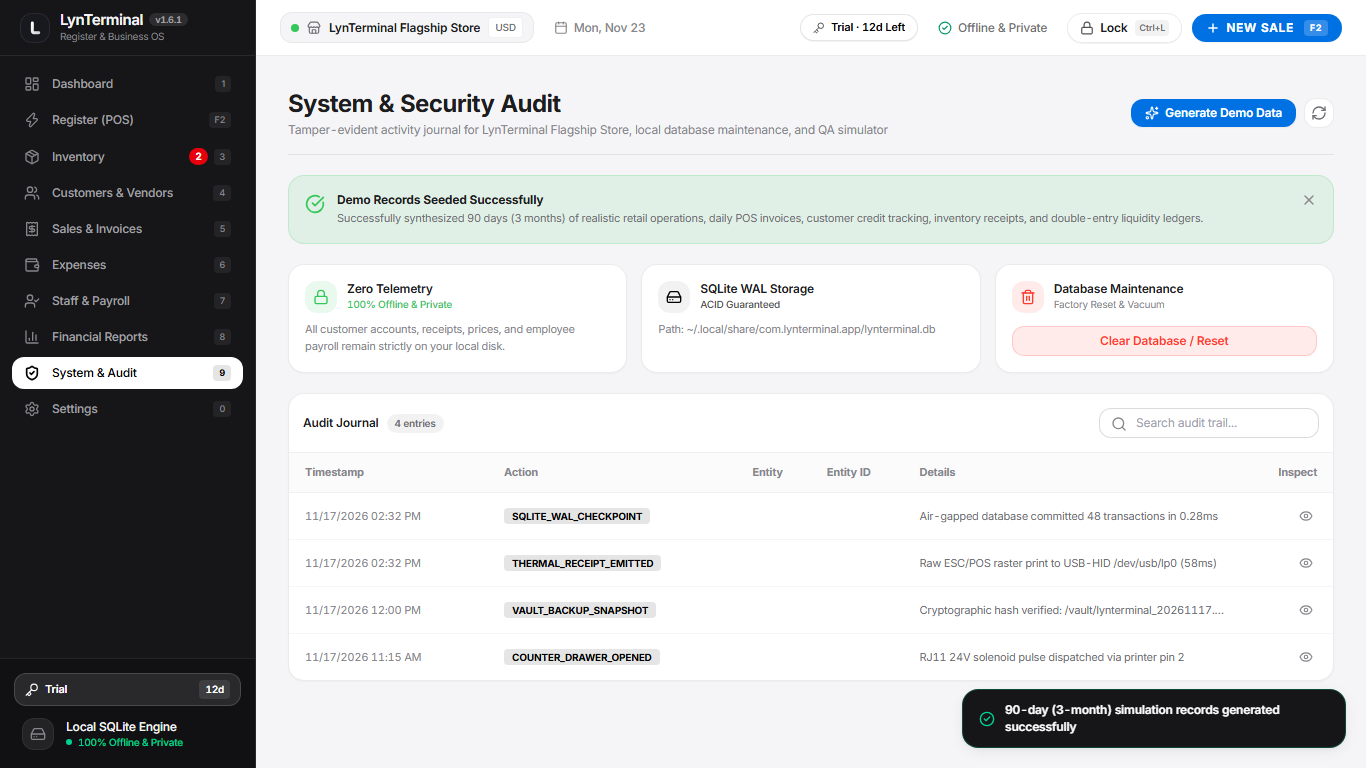 LynTerminal v1.6.1
Register & Business OS
Dashboard 1
Register (POS) F2
Inventory 2 3
Customers & Vendors 4
Sales & Invoices 5
Expenses 6
Staff & Payroll 7
Financial Reports 8
System & Audit 9
Settings 0
Trial 12d
Local SQLite Engine
100% Offline & Private
LynTerminal Flagship Store USD Mon, Nov 23 Trial · 12d Left Offline & Private Lock Ctrl+L + NEW SALE F2
System & Security Audit
Tamper-evident activity journal for LynTerminal Flagship Store, local database maintenance, and QA simulator
Generate Demo Data
Demo Records Seeded Successfully
Successfully synthesized 90 days (3 months) of realistic retail operations, daily POS invoices, customer credit tracking, inventory receipts, and double-entry liquidity ledgers.
Zero Telemetry
100% Offline & Private
All customer accounts, receipts, prices, and employee
payroll remain strictly on your local disk.
SQLite WAL Storage
ACID Guaranteed
Path: ~/.local/share/com.lynterminal.app/lynterminal.db
Database Maintenance
Factory Reset & Vacuum
Clear Database / Reset
Audit Journal 4 entries Search audit trail...
Timestamp Action Entity Entity ID Details Inspect
11/17/2026 02:32 PM SQLITE_WAL_CHECKPOINT Air-gapped database committed 48 transactions in 0.28ms
11/17/2026 02:32 PM THERMAL_RECEIPT_EMITTED Raw ESC/POS raster print to USB-HID /dev/usb/lp0 (58ms)
11/17/2026 12:00 PM VAULT_BACKUP_SNAPSHOT Cryptographic hash verified: /vault/lynterminal_20261117....
11/17/2026 11:15 AM COUNTER_DRAWER_OPENED RJ11 24V solenoid pulse dispatched via printer pin 2
90-day (3-month) simulation records generated
successfully